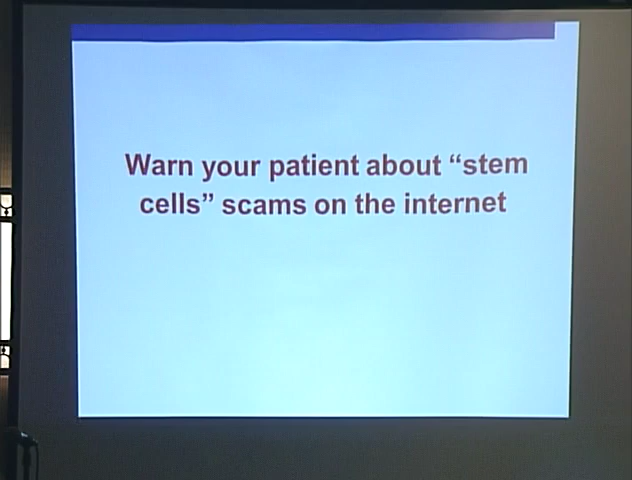 Warn your patient about “stem
cells” scams on the internet